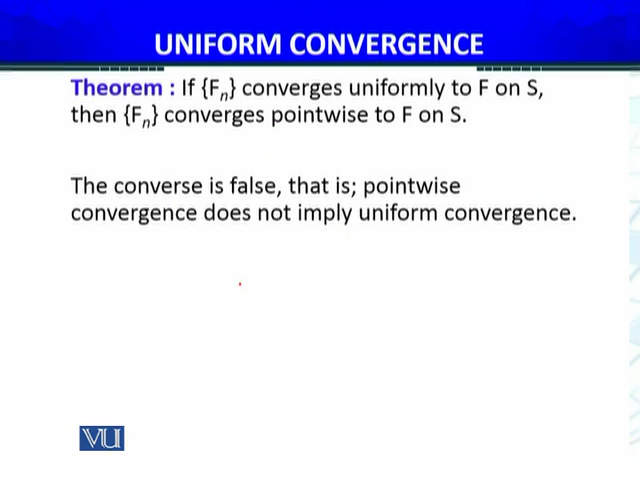 UNIFORM CONVERGENCE
Theorem : If {Fn} converges uniformly to F on S,
then {Fn} converges pointwise to F on S.
The converse is false, that is; pointwise
convergence does not imply uniform convergence.
VU